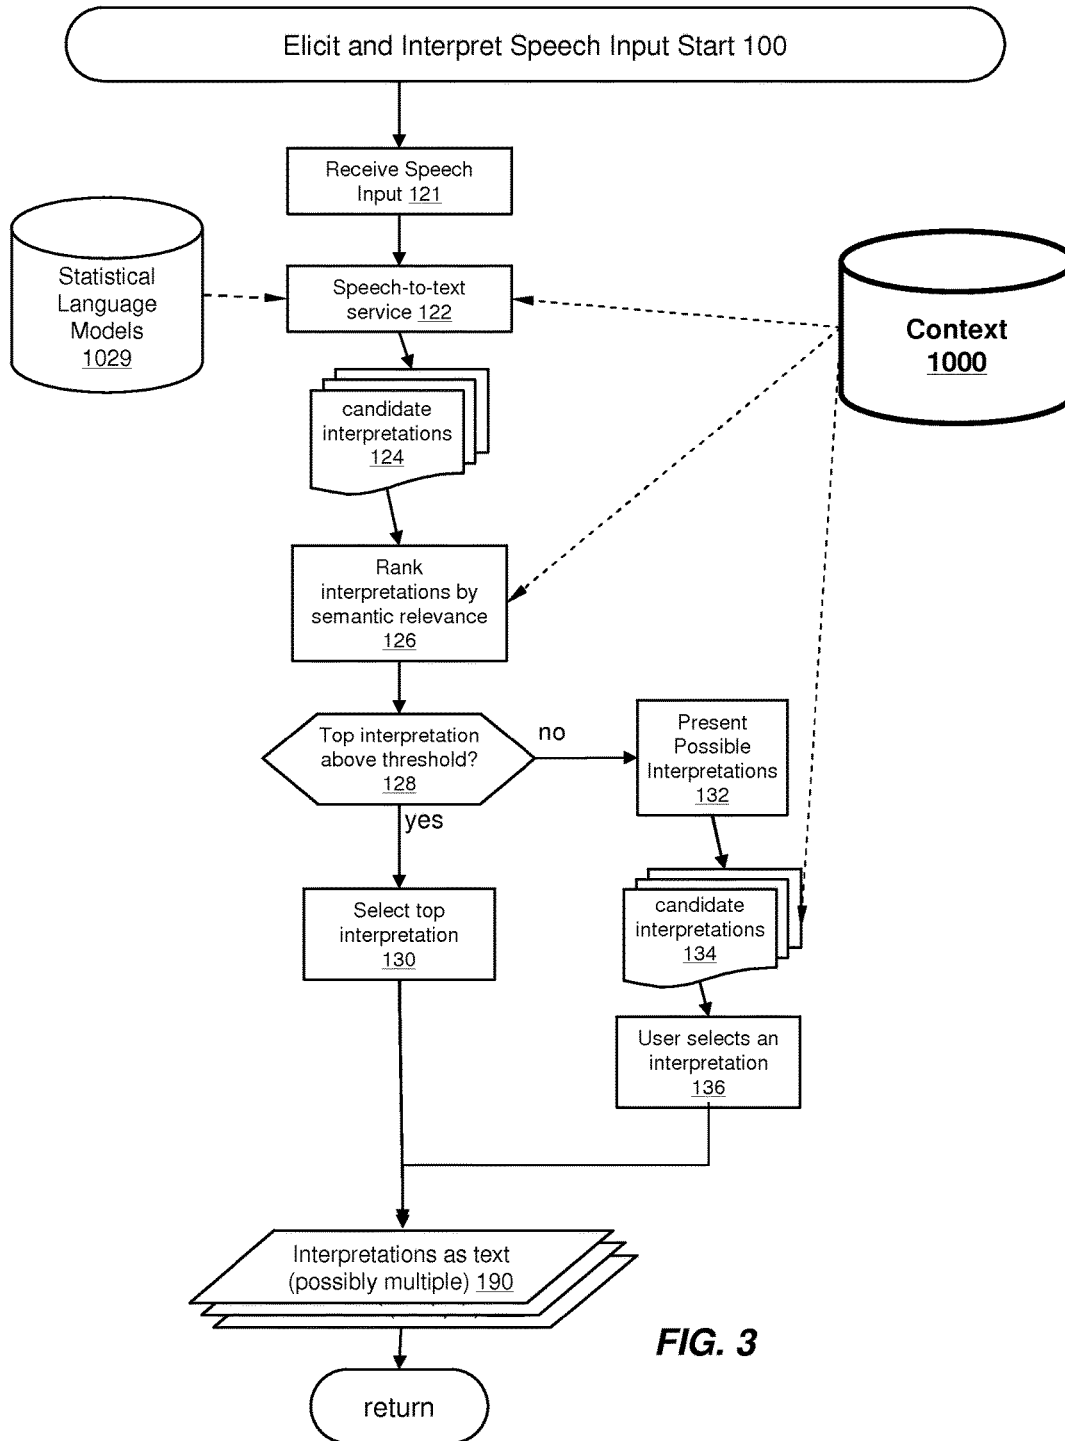 Elicit and Interpret Speech Input Start 100
Receive Speech
Input 121
Statistical
Language
Models
1029
Speech-to-text
service 122
Context
1000
candidate
interpretations
124
Rank
interpretations by
semantic relevance
126
Top interpretation
above threshold?
128
no
yes
Present
Possible
Interpretations
132
Select top
interpretation
130
candidate
interpretations
134
User selects an
interpretation
136
Interpretations as text
(possibly multiple) 190
FIG. 3
return